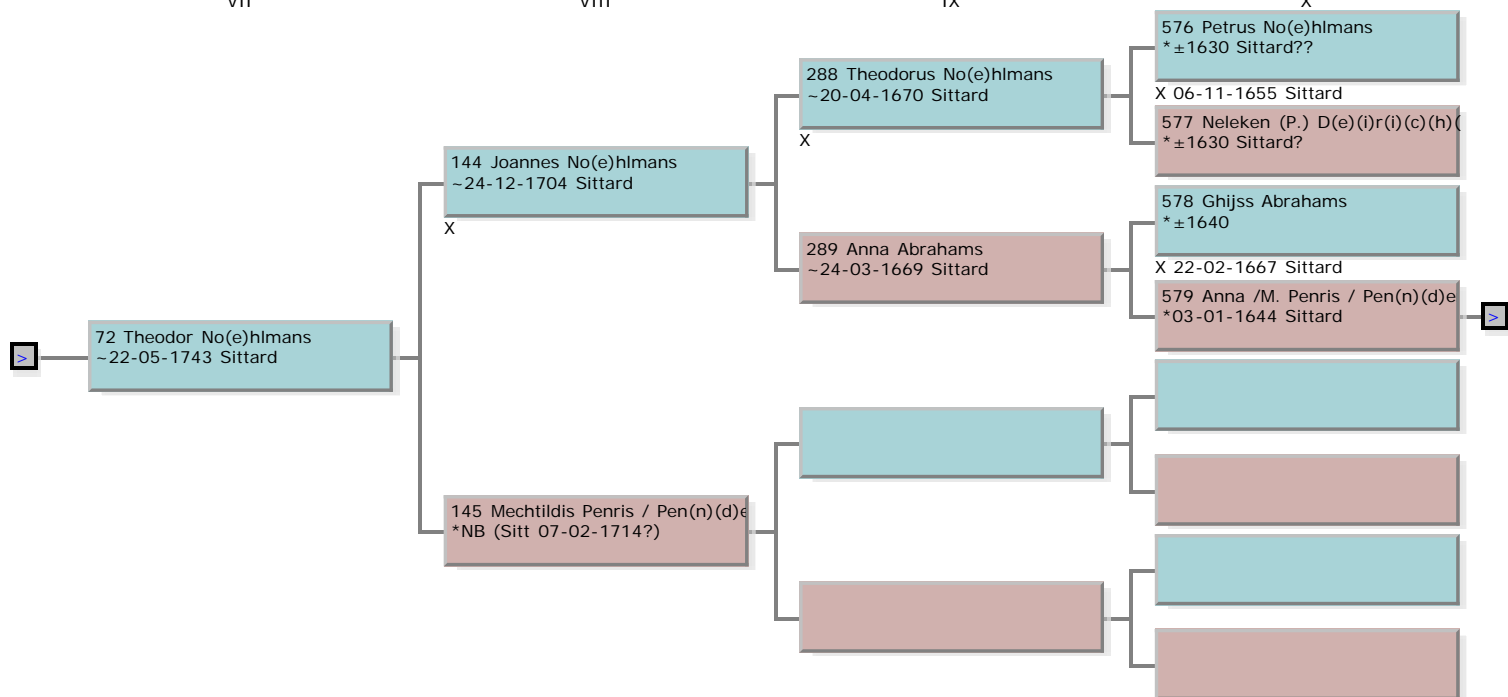 VII
VIII
IX
X
576 Petrus No(e)hlmans
*±1630 Sittard??
X 06-11-1655 Sittard
577 Neleken (P.) D(e)(i)r(i)(c)(h)(
*±1630 Sittard?
288 Theodorus No(e)hlmans
~20-04-1670 Sittard
X
144 Joannes No(e)hlmans
~24-12-1704 Sittard
X
578 Ghijss Abrahams
*±1640
X 22-02-1667 Sittard
289 Anna Abrahams
~24-03-1669 Sittard
579 Anna /M. Penris / Pen(n)(d)e
*03-01-1644 Sittard
>
72 Theodor No(e)hlmans
~22-05-1743 Sittard
>
145 Mechtildis Penris / Pen(n)(d)e
*NB (Sitt 07-02-1714?)